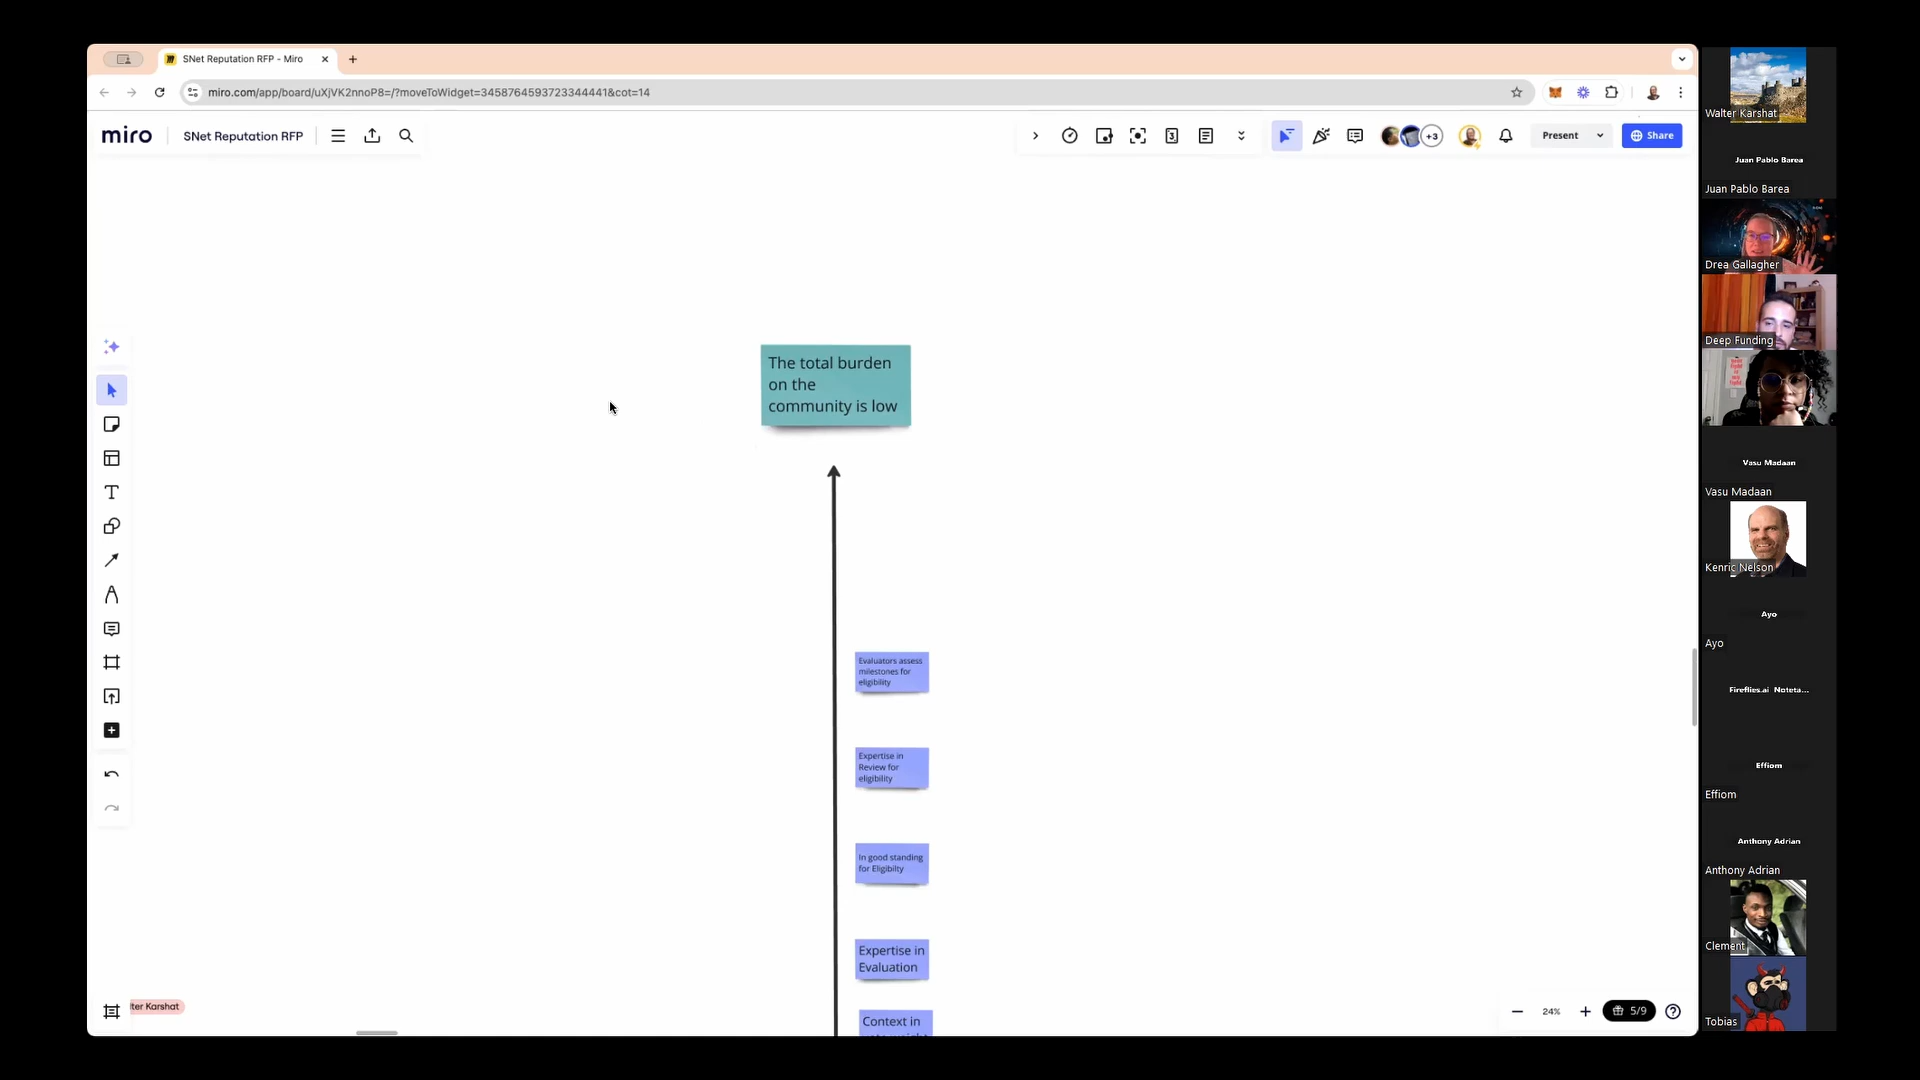 SNet Reputation RFP - Miro
miro.com/app/board/uXjVK2nnoP8=/?moveToWidget=3458764593723344441&cot=14
miro
SNet Reputation RFP
3
+3
Present
Share
The total burden
on the
community is low
Evaluators assess
milestones for
eligibility
Expertise in
Review for
eligibility
In good standing
for Eligibilty
Expertise in
Evaluation
Context in
lter Karshat
24%
5/9
Walter Karshat
Juan Pablo Barea
Juan Pablo Barea
Drea Gallagher
Deep Funding
Vasu Madaan
Vasu Madaan
Kenric Nelson
Ayo
Ayo
Fireflies.ai Noteta...
Effiom
Effiom
Anthony Adrian
Anthony Adrian
Clement
Tobias